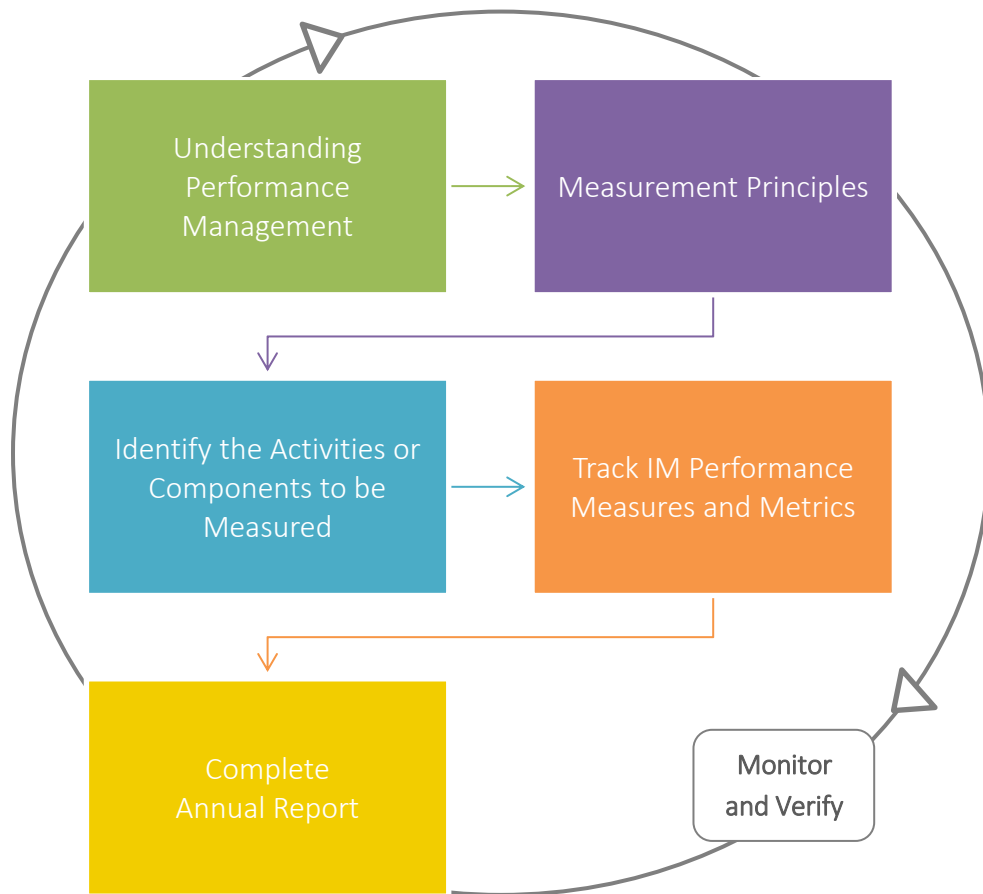 Understanding
Performance
Management
Measurement Principles
Identify the Activities or
Components to be
Measured
Track IM Performance
Measures and Metrics
Complete
Annual Report
Monitor
and Verify